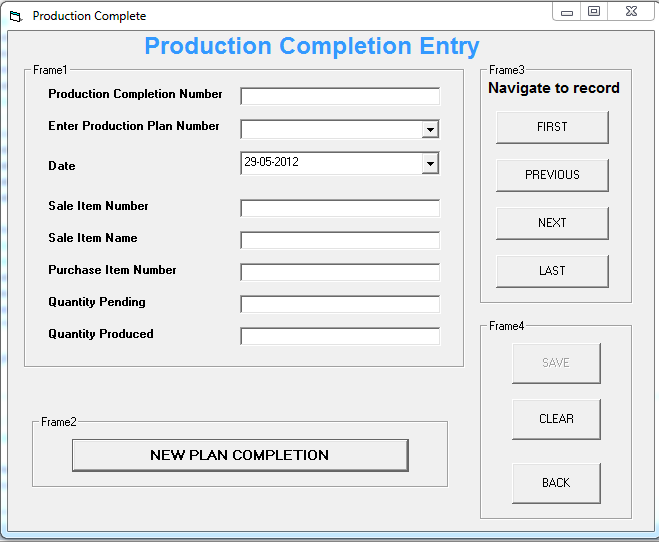 Production Complete
Production Completion Entry
Frame1
Production Completion Number
Enter Production Plan Number
Date
29-05-2012
Sale Item Number
Sale Item Name
Purchase Item Number
Quantity Pending
Quantity Produced
Frame3
Navigate to record
FIRST
PREVIOUS
NEXT
LAST
Frame4
SAVE
CLEAR
BACK
Frame2
NEW PLAN COMPLETION